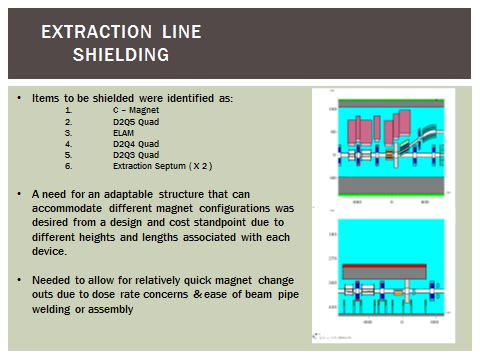 EXTRACTION LINE
SHIELDING
• Items to be shielded were identified as:
1. C – Magnet
2. D2Q5 Quad
3. ELAM
4. D2Q4 Quad
5. D2Q3 Quad
6. Extraction Septum ( X 2 )
• A need for an adaptable structure that can
accommodate different magnet configurations was
desired from a design and cost standpoint due to
different heights and lengths associated with each
device.
• Needed to allow for relatively quick magnet change
outs due to dose rate concerns & ease of beam pipe
welding or assembly